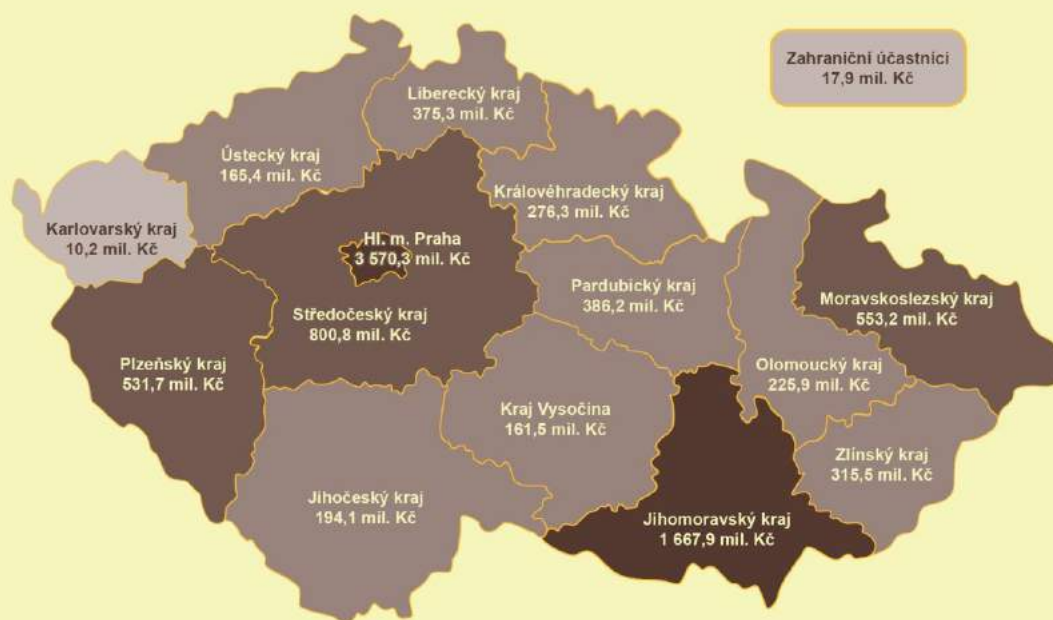 Zahraniční účastníci
17,9 mil. Kč
Liberecký kraj
375,3 mil. Kč
Ústecký kraj
165,4 mil. Kč
Královéhradecký kraj
276,3 mil. Kč
Karlovarský kraj
10,2 mil. Kč
Hl. m. Praha
3 570,3 mil. Kč
Pardubický kraj
386,2 mil. Kč
Moravskoslezský kraj
553,2 mil. Kč
Středočeský kraj
800,8 mil. Kč
Plzeňský kraj
531,7 mil. Kč
Olomoucký kraj
225,9 mil. Kč
Kraj Vysočina
161,5 mil. Kč
Zlínský kraj
315,5 mil. Kč
Jihočeský kraj
194,1 mil. Kč
Jihomoravský kraj
1 667,9 mil. Kč